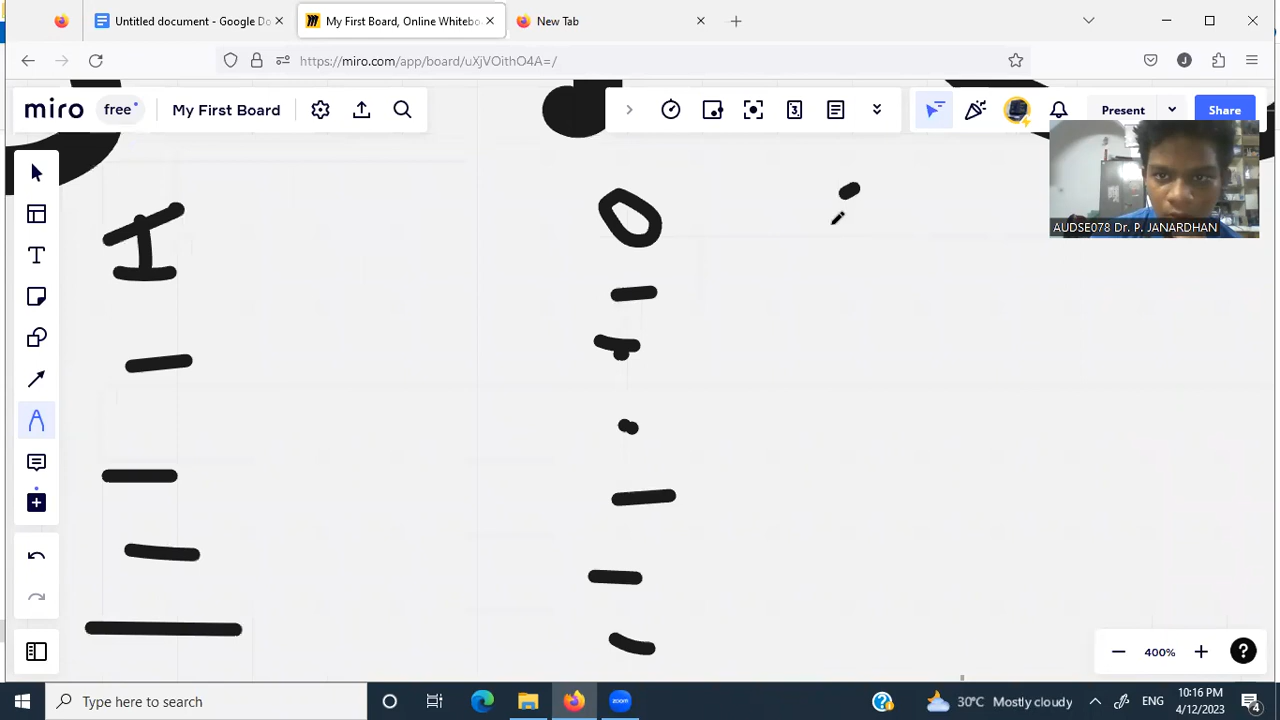 Untitled document - Google Do
My First Board, Online Whitebo
New Tab
https://miro.com/app/board/uXjVOithO4A=7
miro free My First Board
Present Share
AUDSE078 Dr. P. JANARDHAN
I O
400%
Type here to search
30°C Mostly cloudy
ENG
10:16 PM
4/12/2023
4